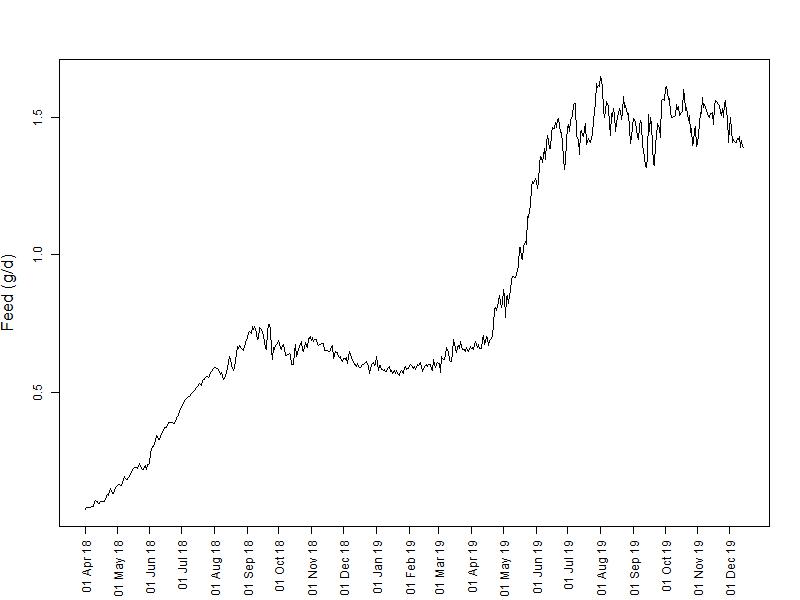 Feed (g/d)
1.5
1.0
0.5
01 Apr 18
01 May 18
01 Jun 18
01 Jul 18
01 Aug 18
01 Sep 18
01 Oct 18
01 Nov 18
01 Dec 18
01 Jan 19
01 Feb 19
01 Mar 19
01 Apr 19
01 May 19
01 Jun 19
01 Jul 19
01 Aug 19
01 Sep 19
01 Oct 19
01 Nov 19
01 Dec 19